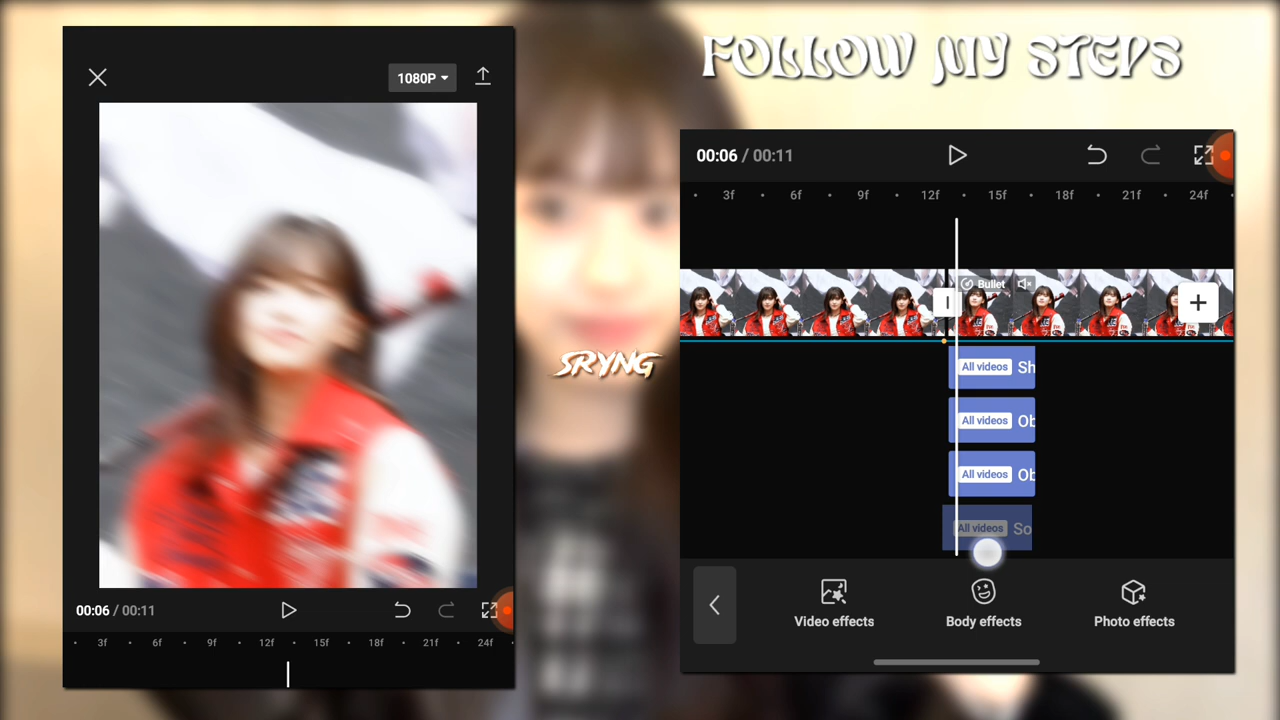 FOLLOW MY STEPS
1080P
00:06 / 00:11
3f 6f 9f 12f 15f 18f 21f 24f
SRYNG
00:06 / 00:11
3f 6f 9f 12f 15f 18f 21f 24f
Bullet
All videos Sh
All videos Ob
All videos Ob
All videos So
Video effects
Body effects
Photo effects